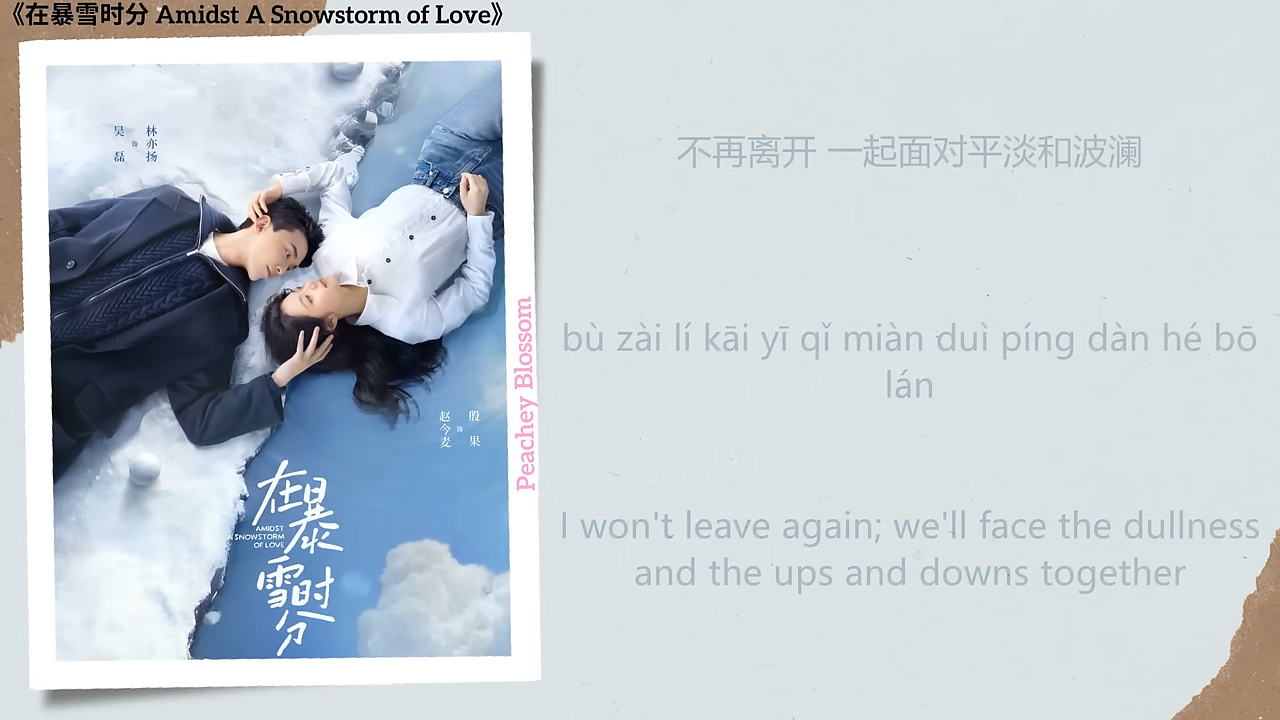 《在暴雪时分 Amidst A Snowstorm of Love》
吴磊 饰 林亦扬
赵今麦 饰 殷果
在暴
AMIDST
A SNOWSTORM
OF LOVE
雪时
分
Peachey Blossom
不再离开 一起面对平淡和波澜
bù zài lí kāi yī qǐ miàn duì píng dàn hé bō
lán
I won't leave again; we'll face the dullness
and the ups and downs together